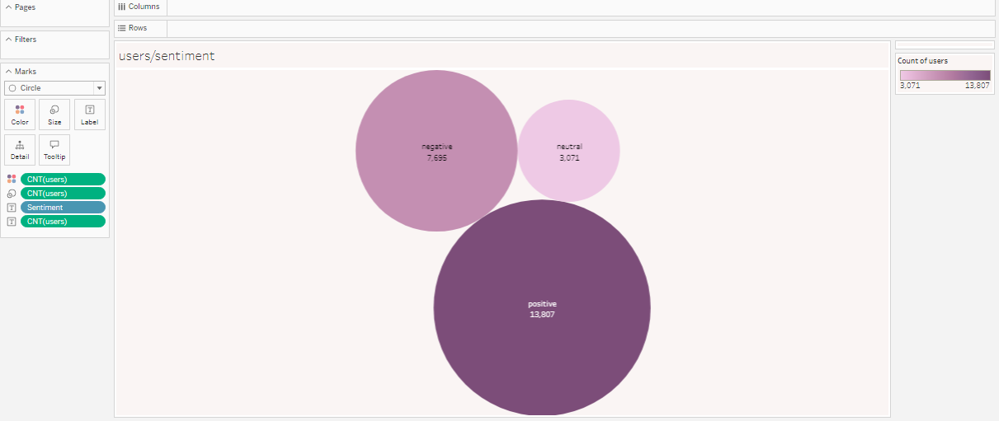 Pages
Columns
Rows
Filters
Marks
Circle
Color
Size
Label
Detail
Tooltip
CNT(users)
CNT(users)
Sentiment
CNT(users)
users/sentiment
negative
7,695
neutral
3,071
positive
13,807
Count of users
3,071 13,807